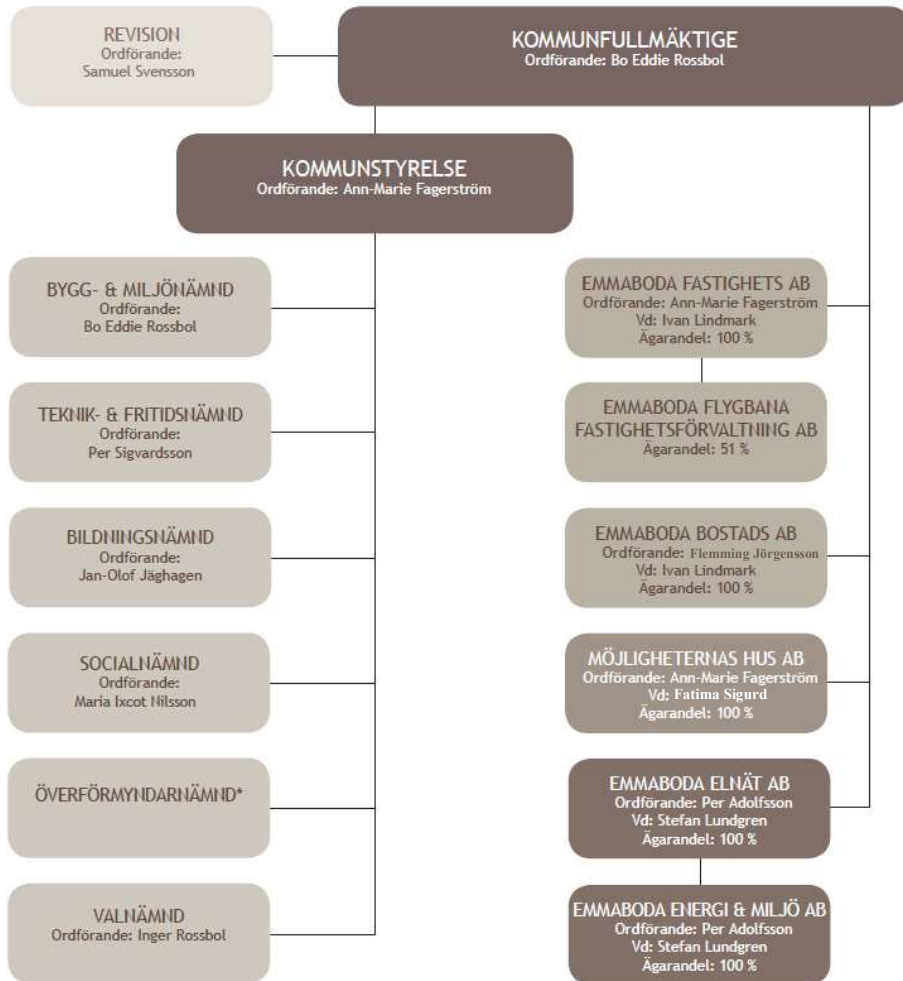 REVISION
Ordförande:
Samuel Svensson
KOMMUNFULLMÄKTIGE
Ordförande: Bo Eddie Rossbol
KOMMUNSTYRELSE
Ordförande: Ann-Marie Fagerström
BYGG- & MILJÖNÄMND
Ordförande:
Bo Eddie Rossbol
TEKNIK- & FRITIDSNÄMND
Ordförande:
Per Sigvardsson
BILDNINGSNÄMND
Ordförande:
Jan-Olof Jäghagen
SOCIALNÄMND
Ordförande:
Maria Ixcot Nilsson
ÖVERFÖRMYNDARNÄMND*
VALNÄMND
Ordförande: Inger Rossbol
EMMABODA FASTIGHETS AB
Ordförande: Ann-Marie Fagerström
Vd: Ivan Lindmark
Ägarandel: 100 %
EMMABODA FLYGBANA
FASTIGHETSFÖRVALTNING AB
Ägarandel: 51 %
EMMABODA BOSTADS AB
Ordförande: Flemming Jörgensson
Vd: Ivan Lindmark
Ägarandel: 100 %
MÖJLIGHETERNAS HUS AB
Ordförande: Ann-Marie Fagerström
Vd: Fatima Sigurd
Ägarandel: 100 %
EMMABODA ELNÄT AB
Ordförande: Per Adolfsson
Vd: Stefan Lundgren
Ägarandel: 100 %
EMMABODA ENERGI & MILJÖ AB
Ordförande: Per Adolfsson
Vd: Stefan Lundgren
Ägarandel: 100 %